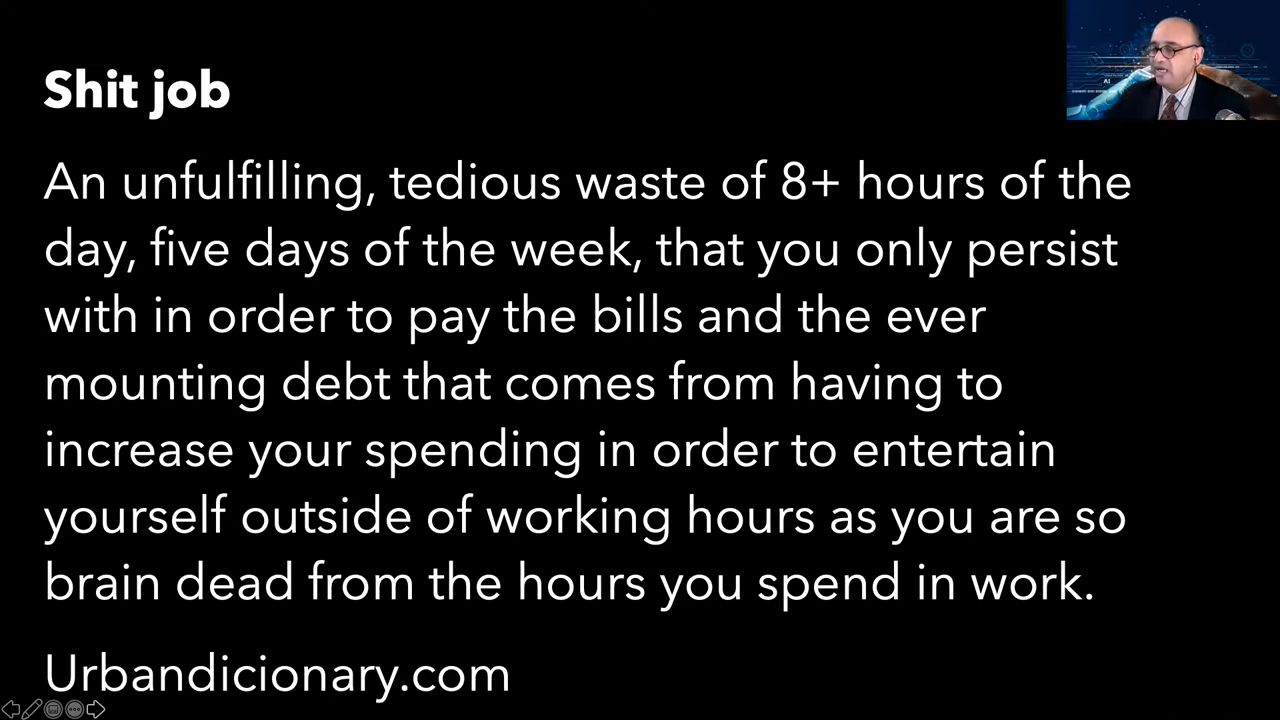 Shit job
An unfulfilling, tedious waste of 8+ hours of the
day, five days of the week, that you only persist
with in order to pay the bills and the ever
mounting debt that comes from having to
increase your spending in order to entertain
yourself outside of working hours as you are so
brain dead from the hours you spend in work.
Urbandicionary.com
AI